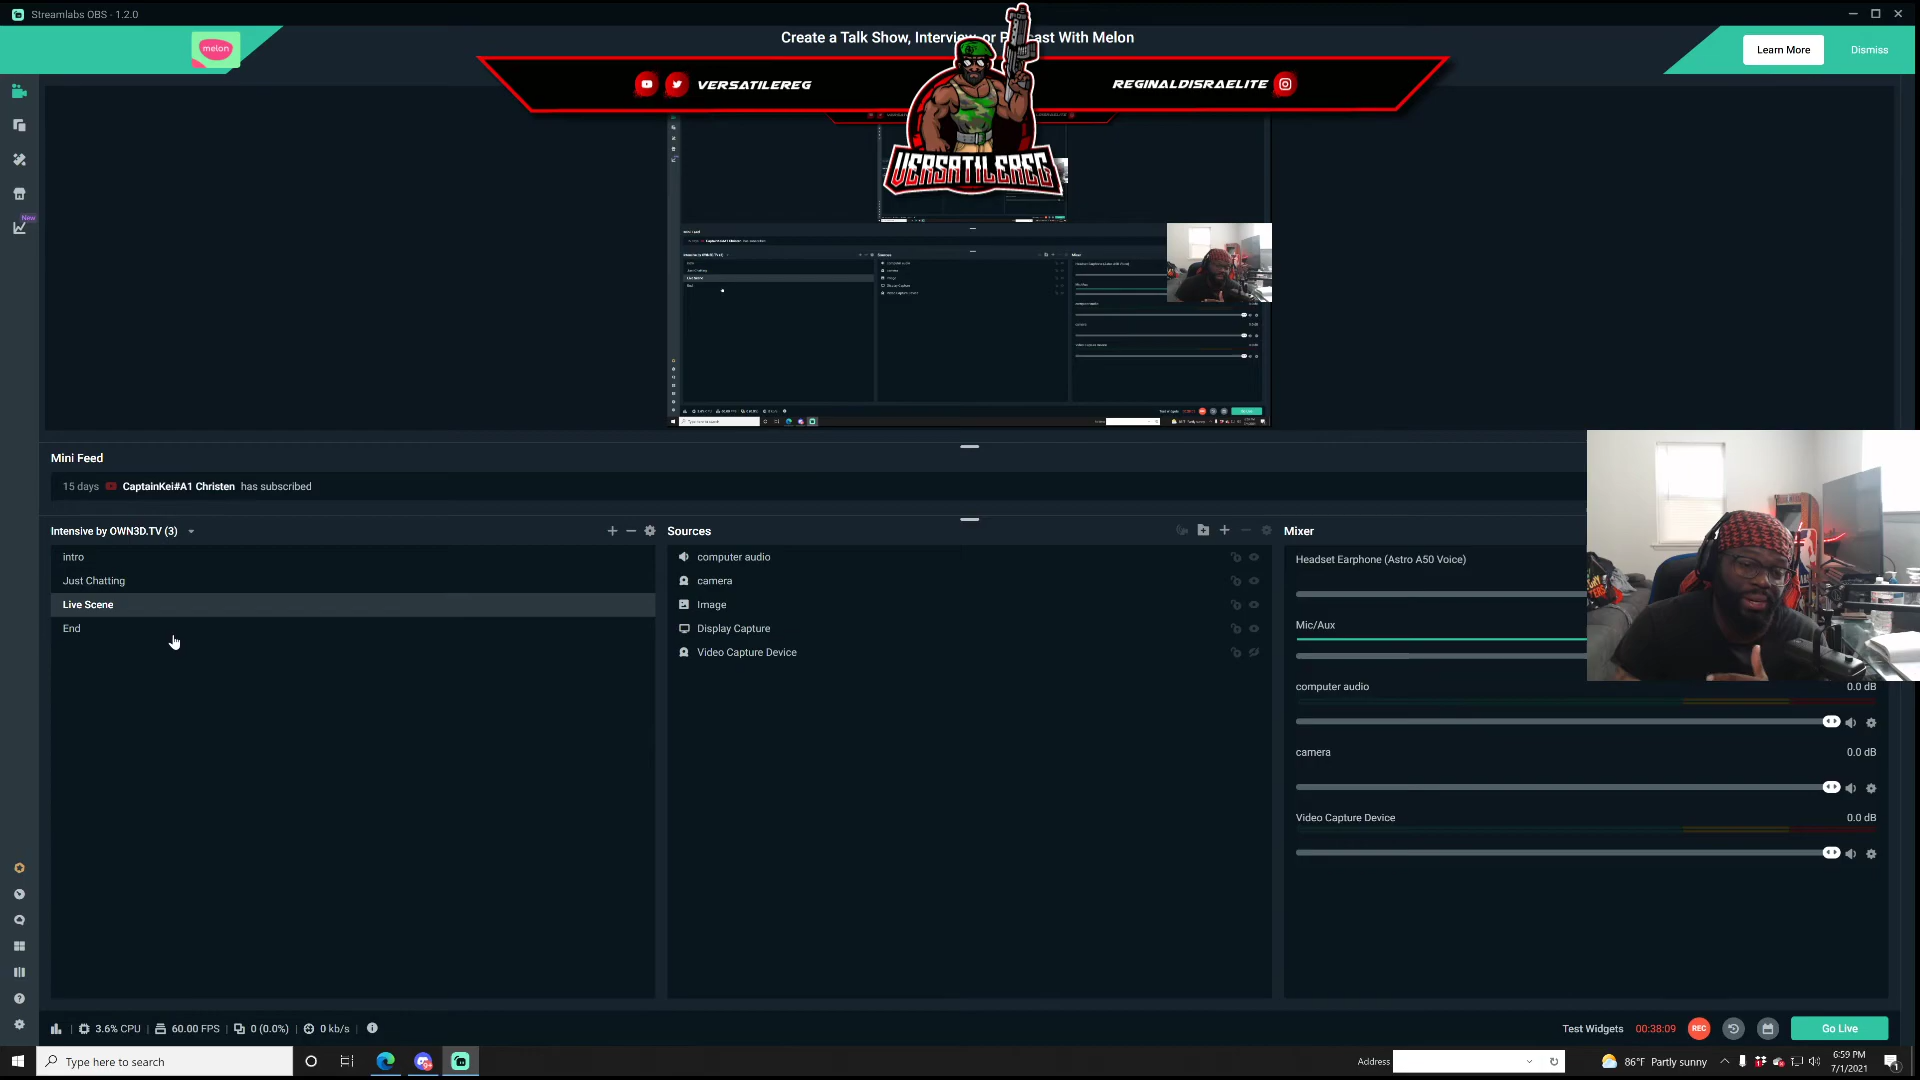 Streamlabs OBS - 1.2.0
melon
Create a Talk Show, Interview, or Podcast With Melon
Learn More
Dismiss
VERSATILEREG
REGINALDISRAELITE
VERSATILEREG
New
Mini Feed
15 days CaptainKei#A1 Christen has subscribed
Intensive by OWN3D.TV (3)
intro
Just Chatting
Live Scene
End
Sources
computer audio
camera
Image
Display Capture
Video Capture Device
Mixer
Headset Earphone (Astro A50 Voice)
Mic/Aux
computer audio 0.0 dB
camera 0.0 dB
Video Capture Device 0.0 dB
3.6% CPU 60.00 FPS 0 (0.0%) 0 kb/s
Test Widgets 00:38:09 REC Go Live
Type here to search
Address
86°F Partly sunny
6:59 PM
7/1/2021